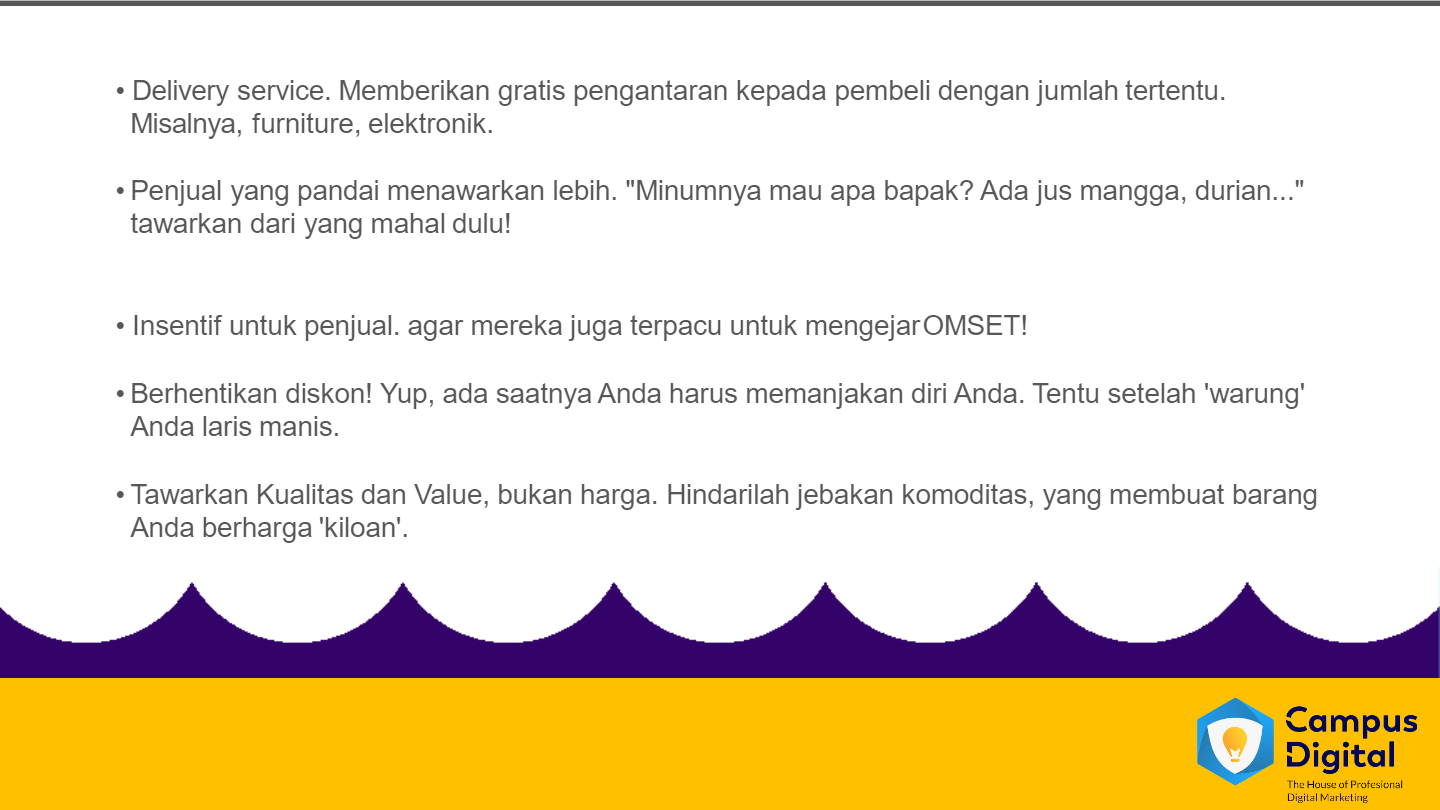 • Delivery service. Memberikan gratis pengantaran kepada pembeli dengan jumlah tertentu.
Misalnya, furniture, elektronik.
• Penjual yang pandai menawarkan lebih. "Minumnya mau apa bapak? Ada jus mangga, durian..."
tawarkan dari yang mahal dulu!
• Insentif untuk penjual. agar mereka juga terpacu untuk mengejar OMSET!
• Berhentikan diskon! Yup, ada saatnya Anda harus memanjakan diri Anda. Tentu setelah 'warung'
Anda laris manis.
• Tawarkan Kualitas dan Value, bukan harga. Hindarilah jebakan komoditas, yang membuat barang
Anda berharga 'kiloan'.
Campus
Digital
The House of Profesional
Digital Marketing